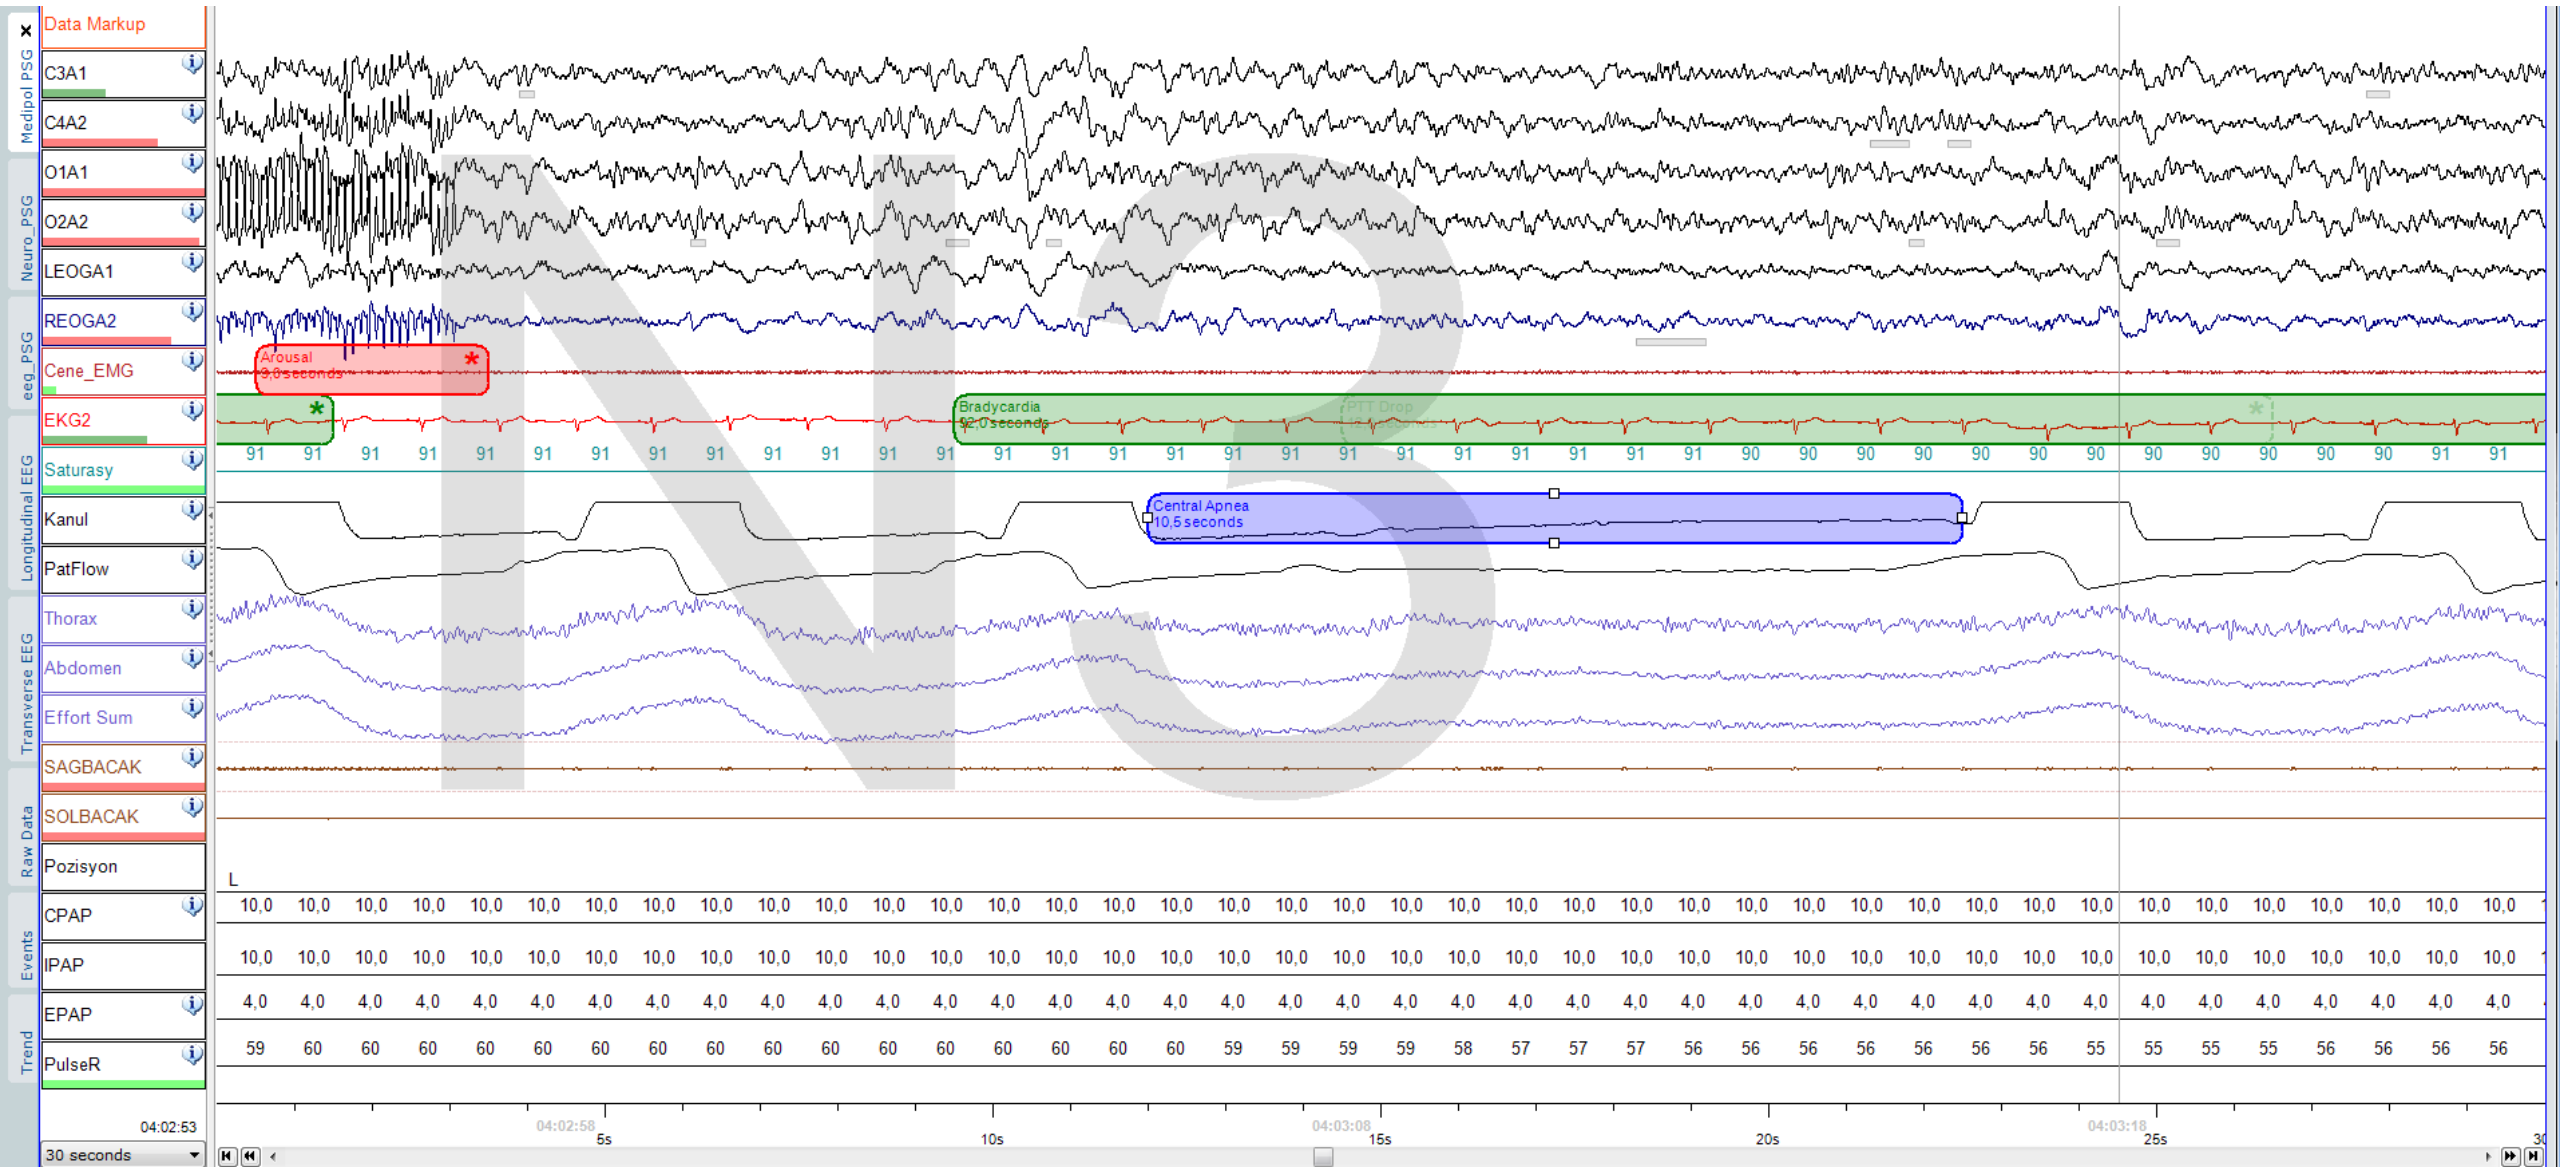 Data Markup
C3A1
C4A2
O1A1
O2A2
LEOGA1
REOGA2
Cene_EMG
EKG2
Saturasy
Kanul
PatFlow
Thorax
Abdomen
Effort Sum
SAGBACAK
SOLBACAK
Pozisyon
CPAP
IPAP
EPAP
PulseR
Medipol PSG
Neuro_PSG
eeg_PSG
Longitudinal EEG
Transverse EEG
Raw Data
Events
Trend
N3
Arousal
seconds
Bradycardia
92,0 seconds
PTT Drop
seconds
91 91 91 91 91 91 91 91 91 91 91 91 91 91 91 91 91 91 91 91 91 91 91 91 91 91 90 90 90 90 90 90 90 90 90 90 90 90 91 91
Central Apnea
10,5 seconds
L
10,0 10,0 10,0 10,0 10,0 10,0 10,0 10,0 10,0 10,0 10,0 10,0 10,0 10,0 10,0 10,0 10,0 10,0 10,0 10,0 10,0 10,0 10,0 10,0 10,0 10,0 10,0 10,0 10,0 10,0 10,0 10,0 10,0 10,0 10,0 10,0 10,0 10,0 10,0 10,0
10,0 10,0 10,0 10,0 10,0 10,0 10,0 10,0 10,0 10,0 10,0 10,0 10,0 10,0 10,0 10,0 10,0 10,0 10,0 10,0 10,0 10,0 10,0 10,0 10,0 10,0 10,0 10,0 10,0 10,0 10,0 10,0 10,0 10,0 10,0 10,0 10,0 10,0 10,0 10,0
4,0 4,0 4,0 4,0 4,0 4,0 4,0 4,0 4,0 4,0 4,0 4,0 4,0 4,0 4,0 4,0 4,0 4,0 4,0 4,0 4,0 4,0 4,0 4,0 4,0 4,0 4,0 4,0 4,0 4,0 4,0 4,0 4,0 4,0 4,0 4,0 4,0 4,0 4,0 4,0
59 60 60 60 60 60 60 60 60 60 60 60 60 60 60 60 60 59 59 59 59 58 57 57 57 56 56 56 56 56 56 56 55 55 55 55 56 56 56 56
04:02:53
04:02:58
04:03:08
04:03:18
5s 10s 15s 20s 25s 30
30 seconds